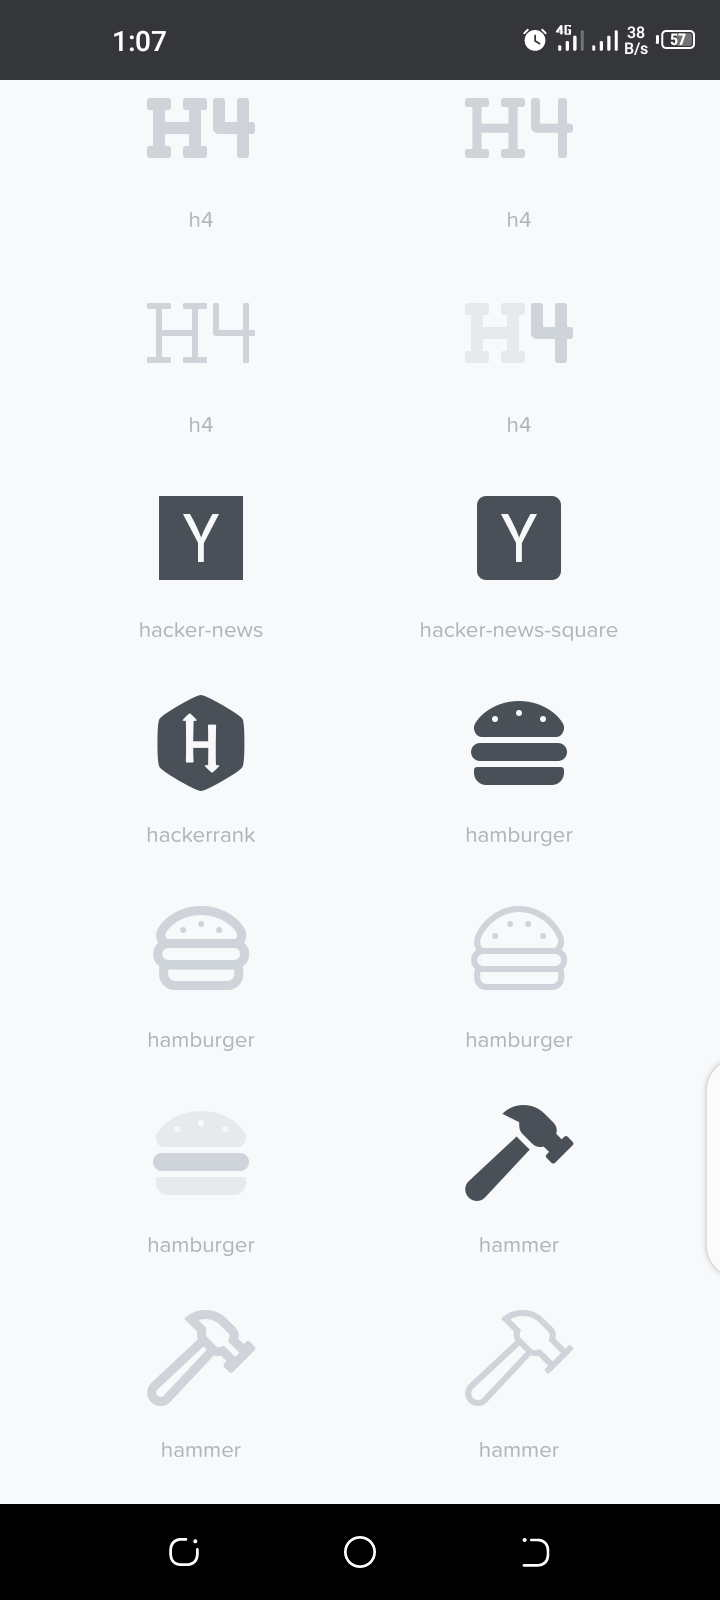 1:07
4G
38
B/s
57
H4 H4
h4 h4
H4 H4
h4 h4
Y Y
hacker-news hacker-news-square
H
hackerrank hamburger
hamburger hamburger
hamburger hammer
hammer hammer